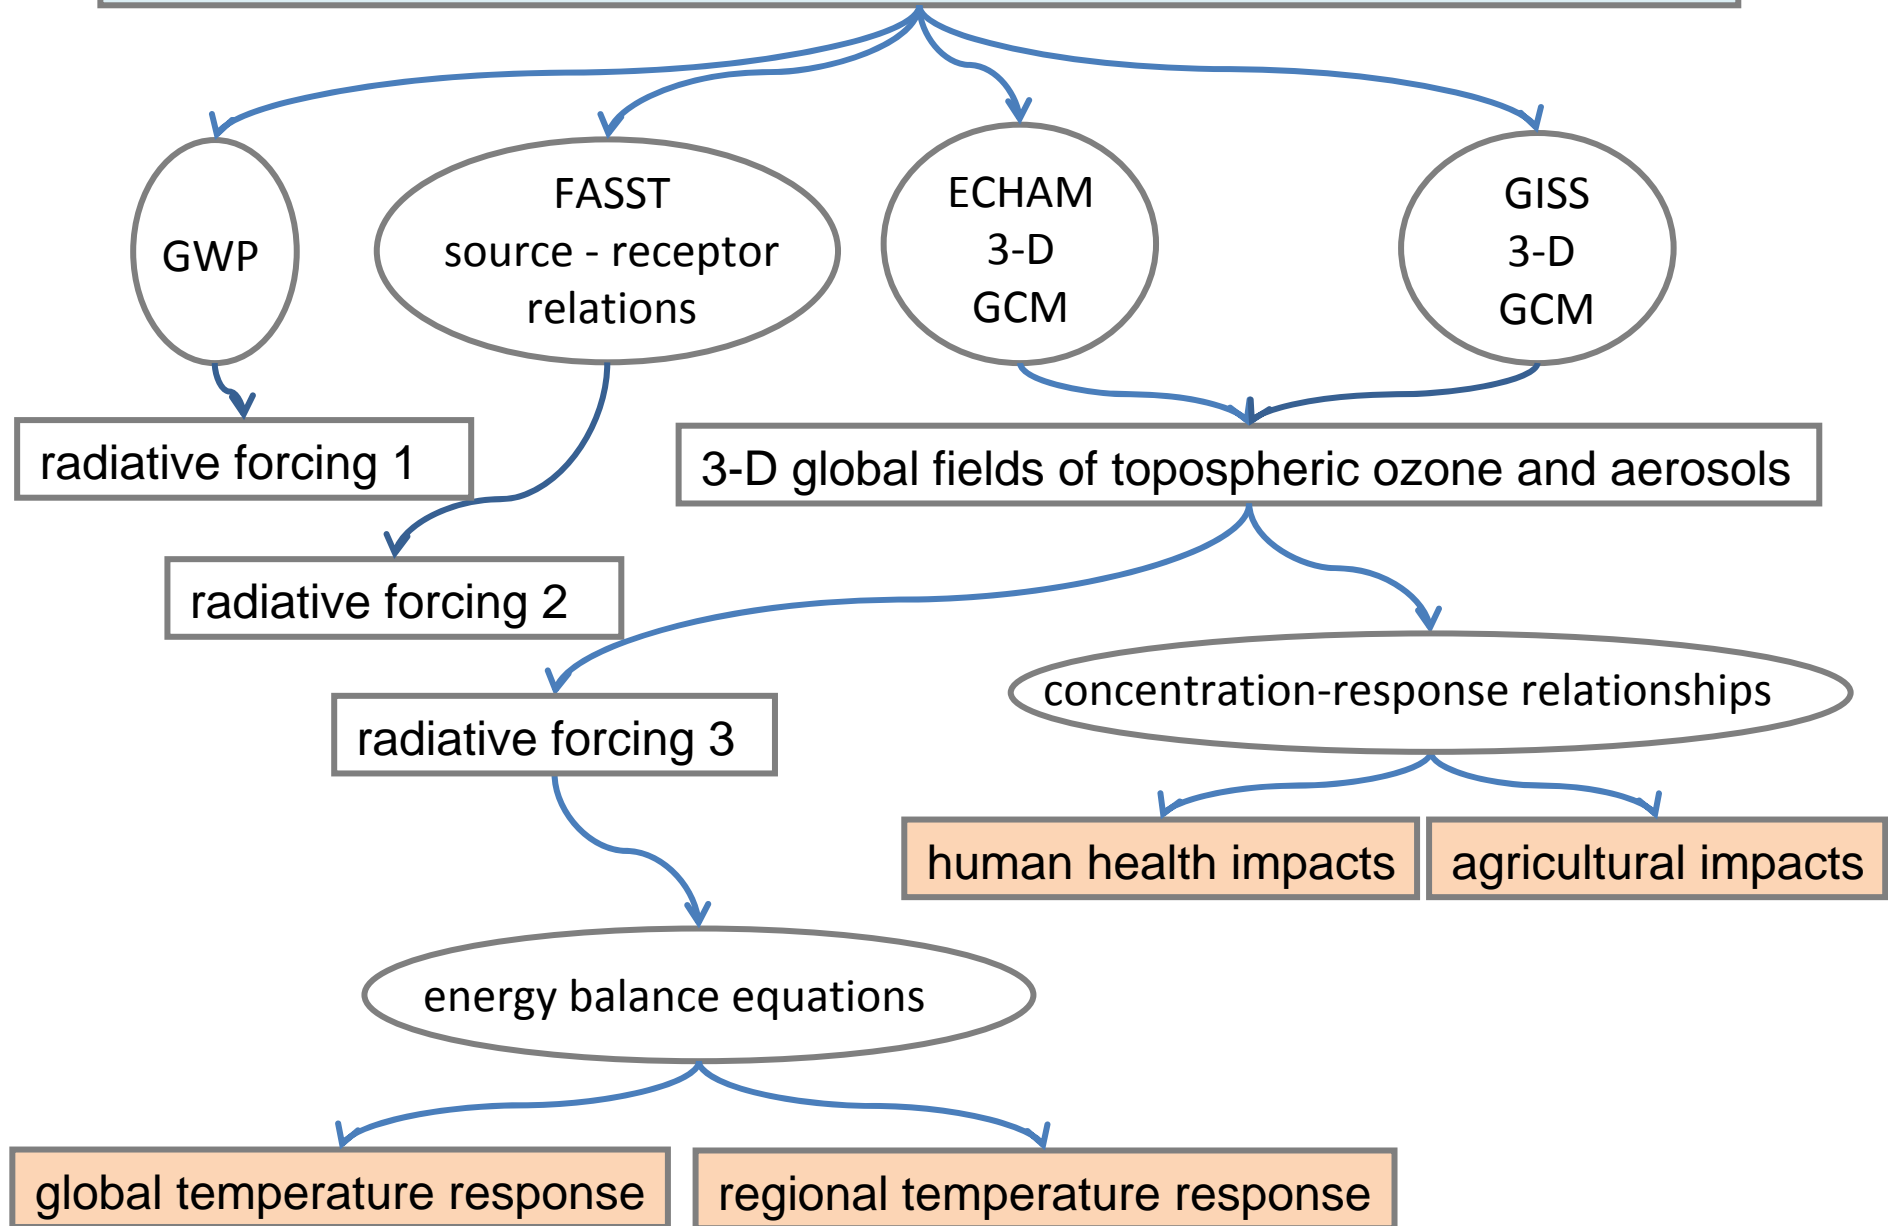 GWP
FASST
source - receptor
relations
ECHAM
3-D
GCM
GISS
3-D
GCM
radiative forcing 1
3-D global fields of topospheric ozone and aerosols
radiative forcing 2
radiative forcing 3
concentration-response relationships
human health impacts
agricultural impacts
energy balance equations
global temperature response
regional temperature response